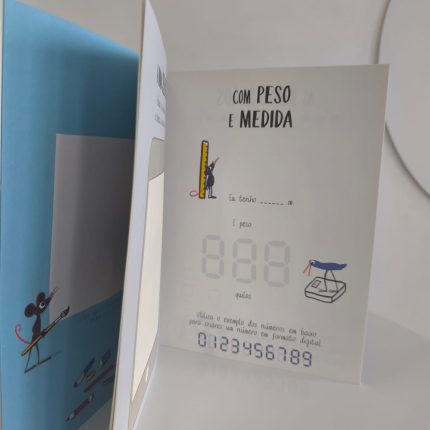 COM PESO
E MEDIDA
Eu tenho ______ m
E peso
888
quilos
Utiliza o exemplo dos números em baixo
para criares um número em formato digital
0123456789